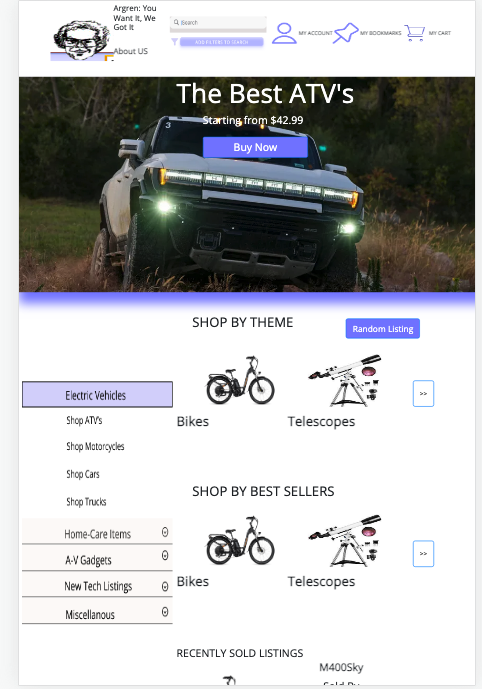 Argren: You
Want It, We
Got It
About US
Search
ADD FILTERS TO SEARCH
MY ACCOUNT
MY BOOKMARKS
MY CART
The Best ATV's
Starting from $42.99
Buy Now
3
SHOP BY THEME
Random Listing
Bikes
Telescopes
>>
Electric Vehicles
Shop ATV's
Shop Motorcycles
Shop Cars
Shop Trucks
Home-Care Items
A-V Gadgets
New Tech Listings
Miscellanous
SHOP BY BEST SELLERS
Bikes
Telescopes
>>
RECENTLY SOLD LISTINGS
M400Sky
Sold By